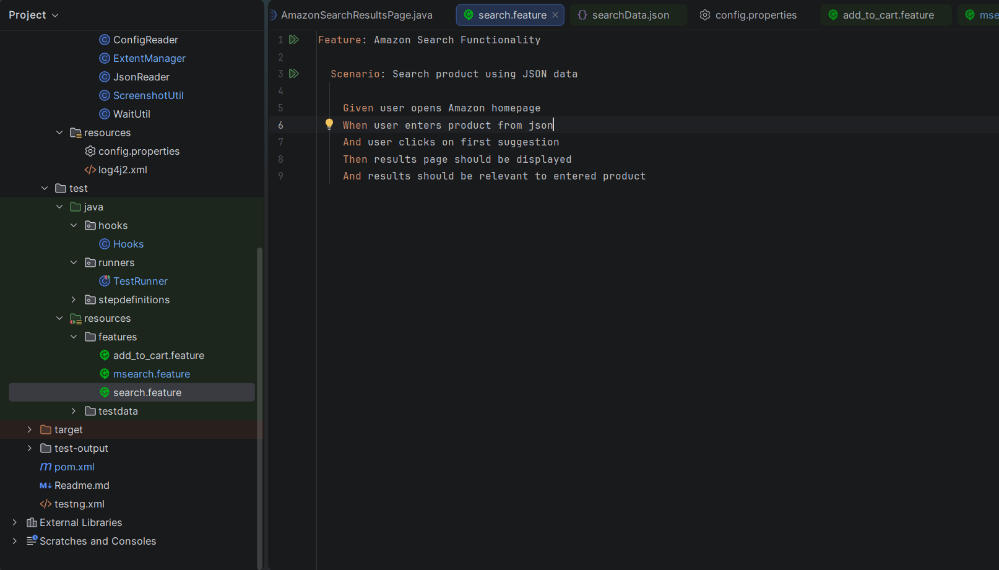 Project
ConfigReader
ExtentManager
JsonReader
ScreenshotUtil
WaitUtil
resources
config.properties
</> log4j2.xml
test
java
hooks
Hooks
runners
TestRunner
stepdefinitions
resources
features
add_to_cart.feature
msearch.feature
search.feature
testdata
target
test-output
m pom.xml
M↓ Readme.md
</> testng.xml
External Libraries
Scratches and Consoles
AmazonSearchResultsPage.java search.feature × {} searchData.json config.properties add_to_cart.feature mse
1 Feature: Amazon Search Functionality
2
3 Scenario: Search product using JSON data
4
5 Given user opens Amazon homepage
6 When user enters product from json
7 And user clicks on first suggestion
8 Then results page should be displayed
9 And results should be relevant to entered product